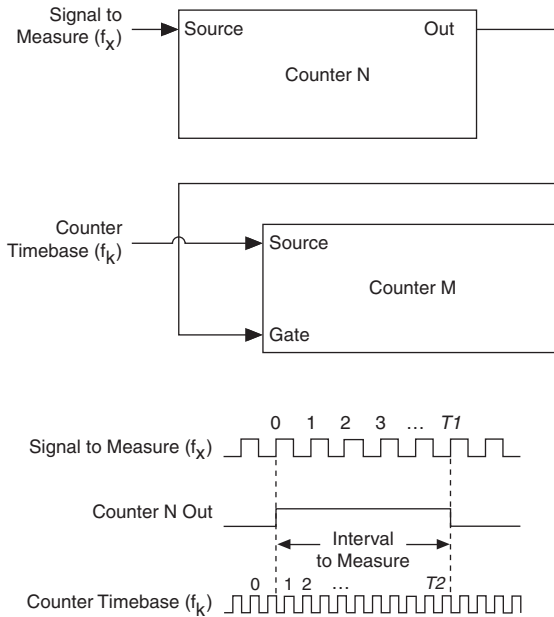 Signal to
Measure (fx)
Source
Out
Counter N
Counter
Timebase (fk)
Source
Counter M
Gate
0 1 2 3 … T1
Signal to Measure (fx)
Counter N Out
Interval
to Measure
0 1 2 … T2
Counter Timebase (fk)